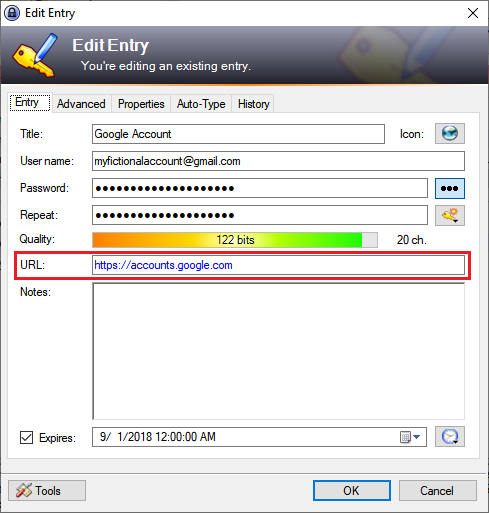 Edit Entry
Edit Entry
You're editing an existing entry.
Entry Advanced Properties Auto-Type History
Title: Google Account Icon:
User name: myfictionalaccount@gmail.com
Password: ●●●●●●●●●●●●●●●●●●●● ●●●
Repeat: ●●●●●●●●●●●●●●●●●●●●
Quality: 122 bits 20 ch.
URL: https://accounts.google.com
Notes:
Expires: 9/ 1/2018 12:00:00 AM
Tools OK Cancel